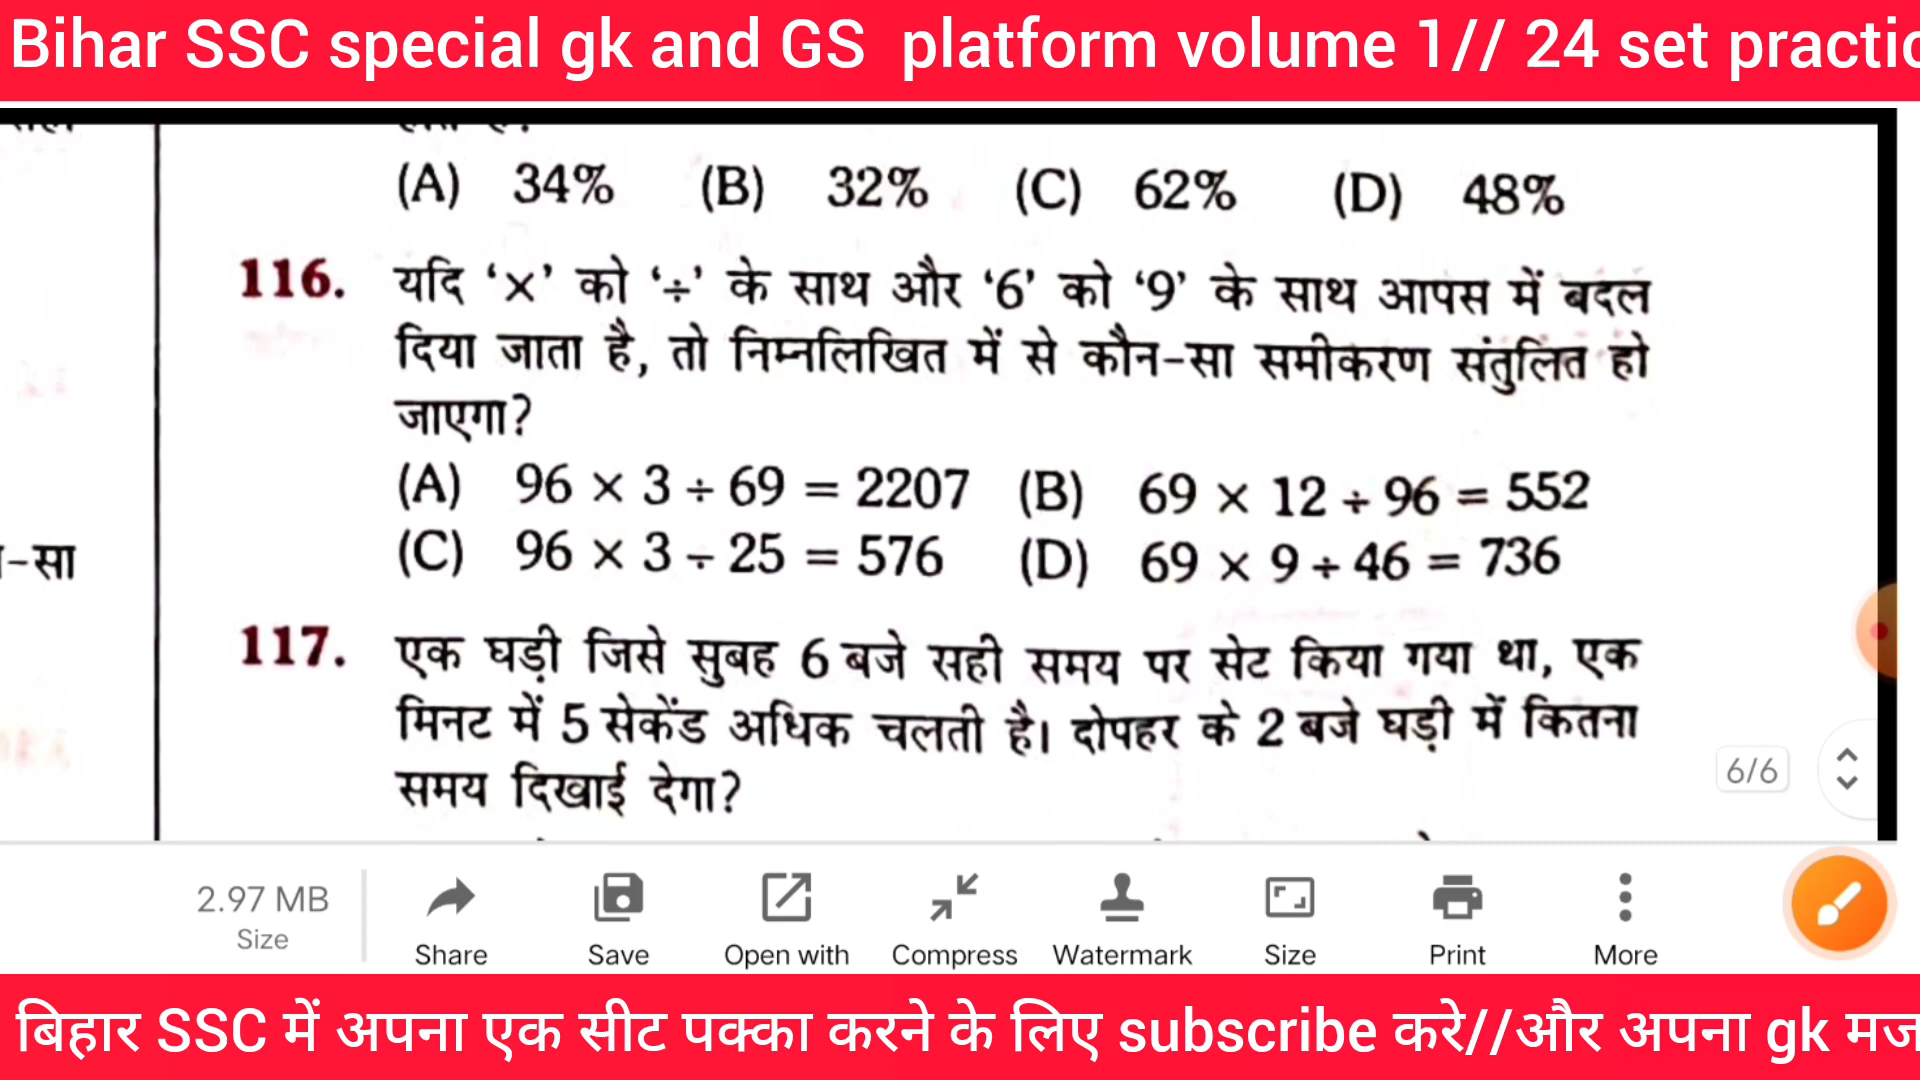 Bihar SSC special gk and GS platform volume 1// 24 set practic
(A) 34% (B) 32% (C) 62% (D) 48%
116. यदि ‘×’ को ‘÷’ के साथ और ‘6’ को ‘9’ के साथ आपस में बदल
दिया जाता है, तो निम्नलिखित में से कौन-सा समीकरण संतुलित हो
जाएगा?
(A) 96 × 3 ÷ 69 = 2207 (B) 69 × 12 ÷ 96 = 552
(C) 96 × 3 ÷ 25 = 576 (D) 69 × 9 ÷ 46 = 736
-सा
117. एक घड़ी जिसे सुबह 6 बजे सही समय पर सेट किया गया था, एक
मिनट में 5 सेकेंड अधिक चलती है। दोपहर के 2 बजे घड़ी में कितना
समय दिखाई देगा?
6/6
2.97 MB
Size
Share Save Open with Compress Watermark Size Print More
बिहार SSC में अपना एक सीट पक्का करने के लिए subscribe करे//और अपना gk मज